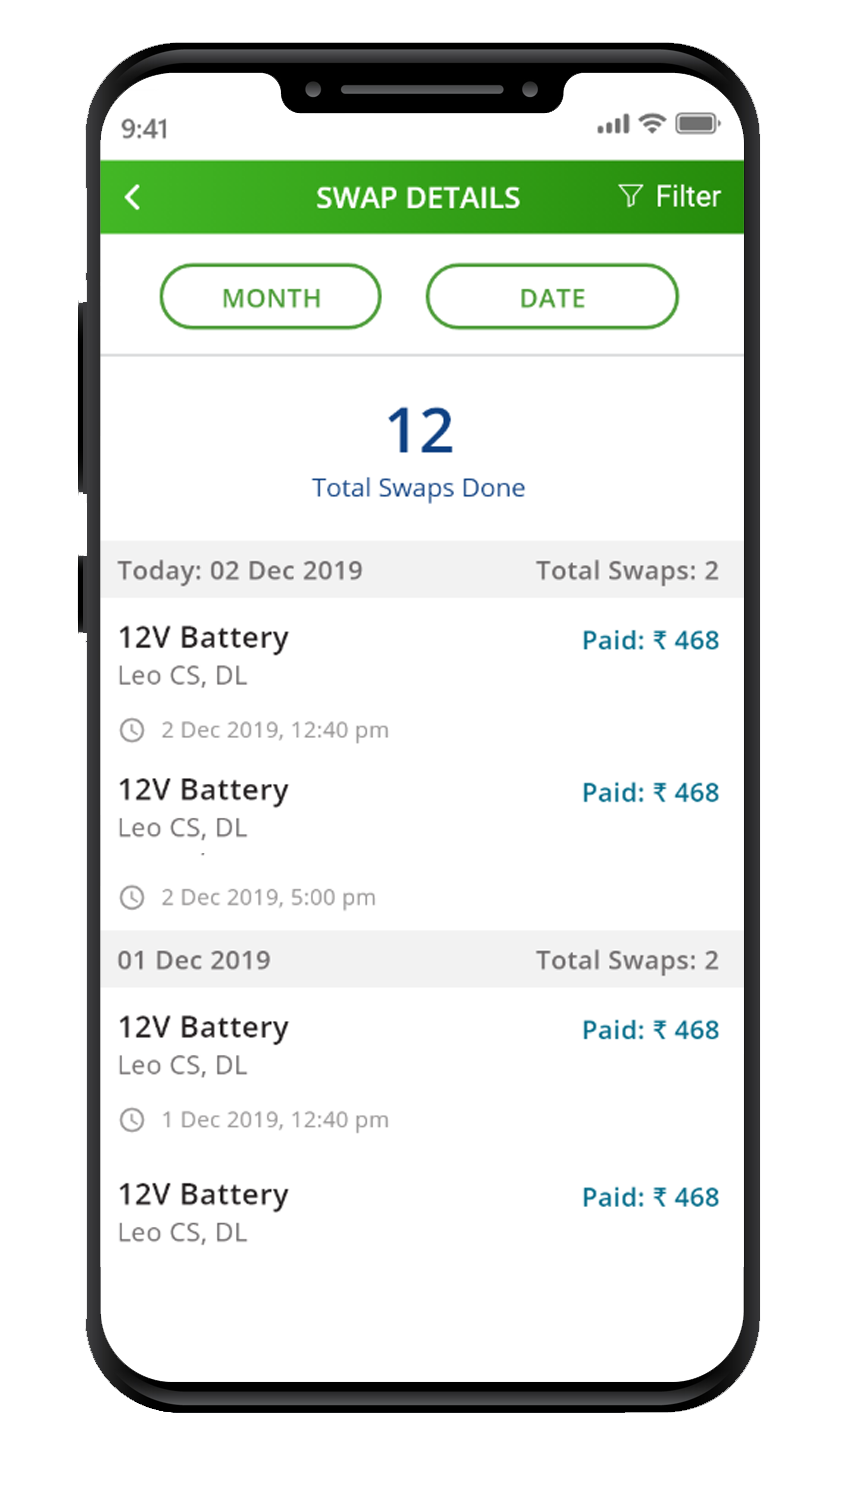 9:41
SWAP DETAILS Filter
MONTH DATE
12
Total Swaps Done
Today: 02 Dec 2019 Total Swaps: 2
12V Battery Paid: ₹ 468
Leo CS, DL
2 Dec 2019, 12:40 pm
12V Battery Paid: ₹ 468
Leo CS, DL
2 Dec 2019, 5:00 pm
01 Dec 2019 Total Swaps: 2
12V Battery Paid: ₹ 468
Leo CS, DL
1 Dec 2019, 12:40 pm
12V Battery Paid: ₹ 468
Leo CS, DL